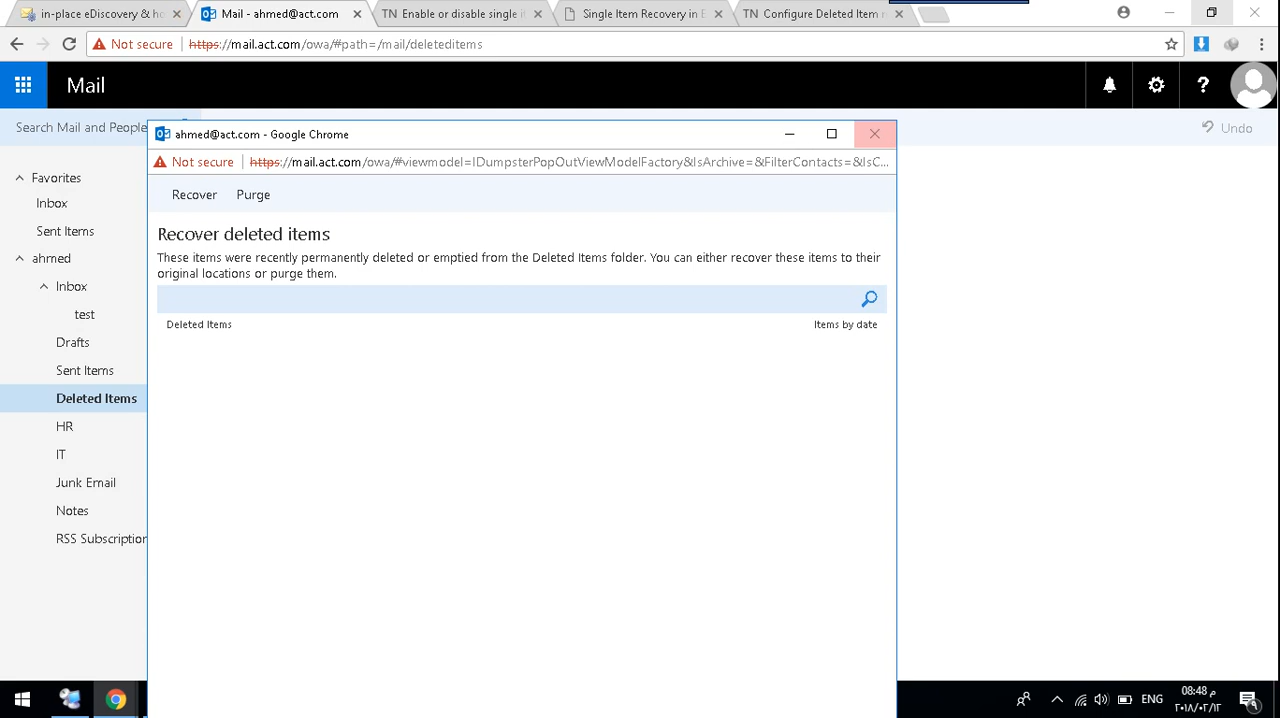 in-place eDiscovery & ho
Mail - ahmed@act.com
TN Enable or disable single it
Single Item Recovery in E
TN Configure Deleted Item r
Not secure | https://mail.act.com/owa/#path=/mail/deleteditems
Mail
Search Mail and People
Undo
ahmed@act.com - Google Chrome
Not secure | https://mail.act.com/owa/#viewmodel=IDumpsterPopOutViewModelFactory&IsArchive=&FilterContacts=&IsC...
Recover Purge
Recover deleted items
These items were recently permanently deleted or emptied from the Deleted Items folder. You can either recover these items to their
original locations or purge them.
Deleted Items
Items by date
Favorites
Inbox
Sent Items
ahmed
Inbox
test
Drafts
Sent Items
Deleted Items
HR
IT
Junk Email
Notes
RSS Subscription
ENG
08:48 م
٢٠١٨/٠٢/١٢
٩